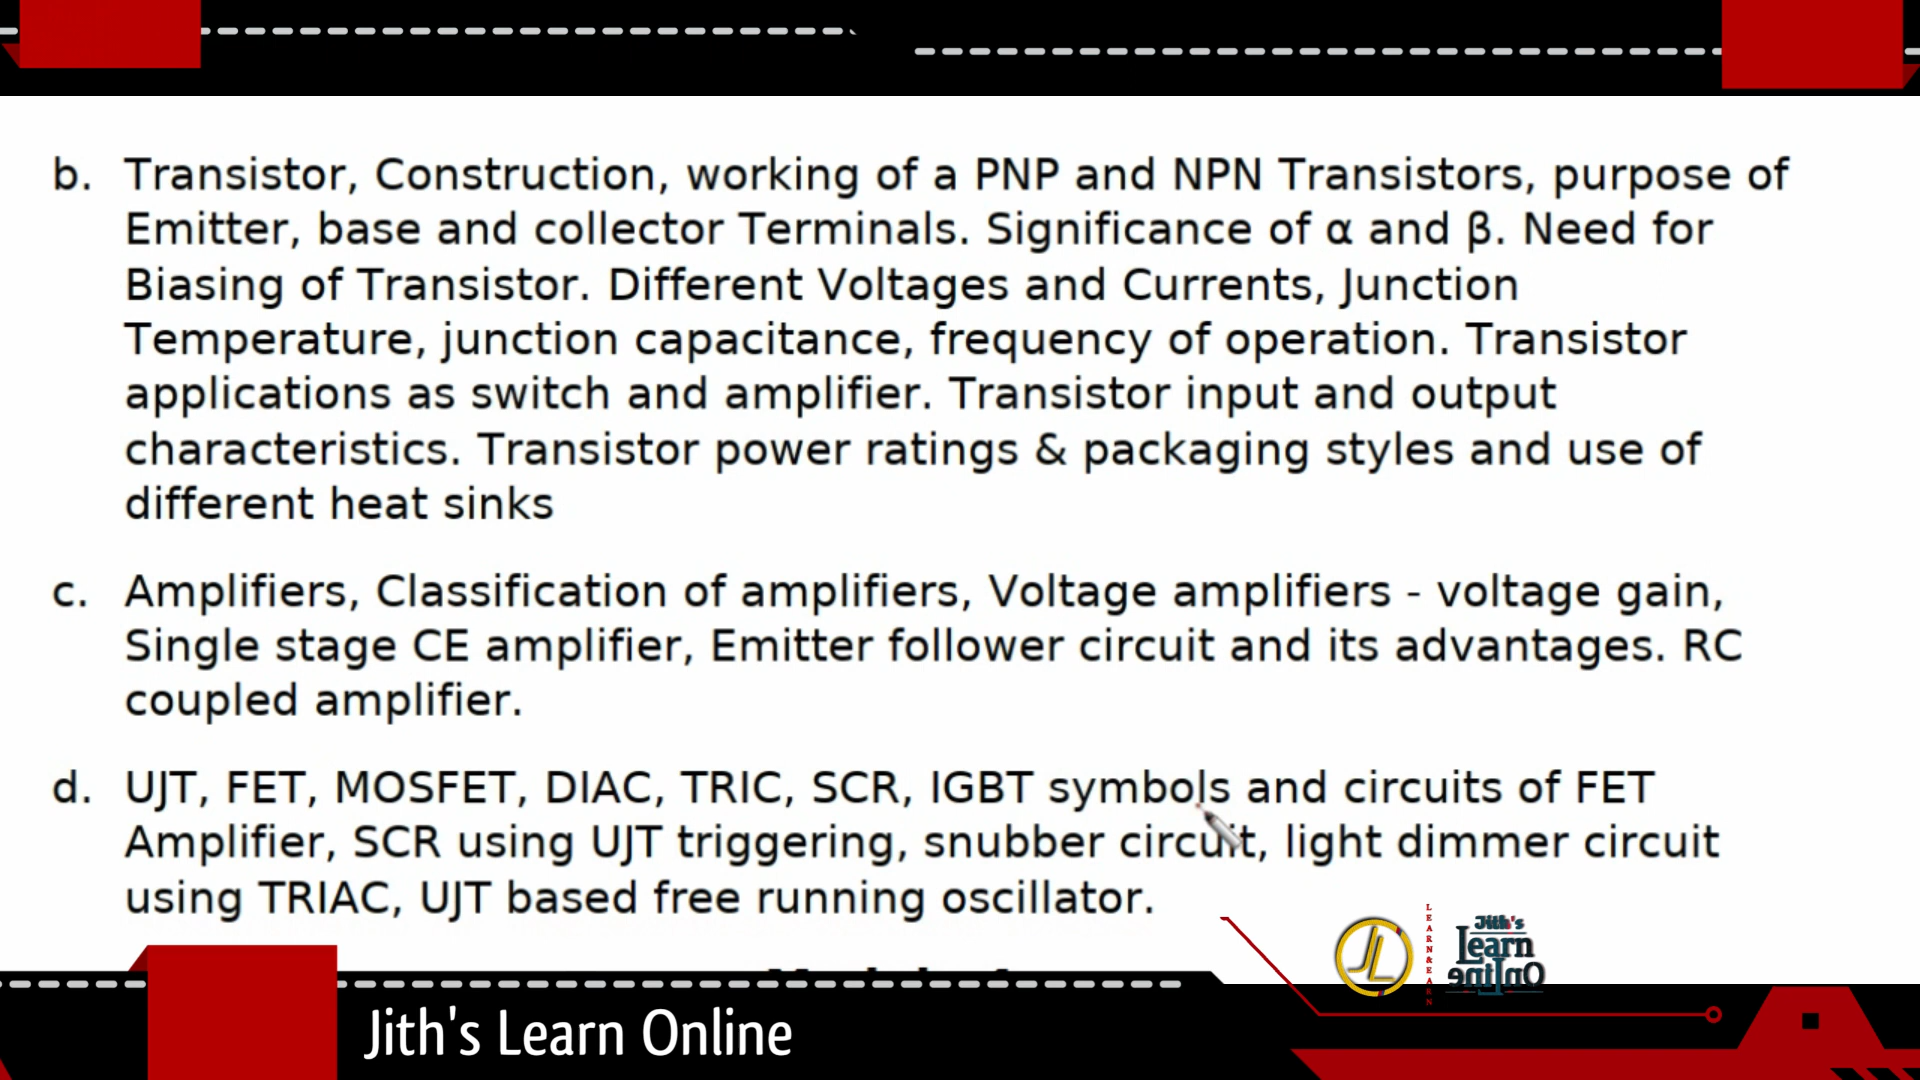 b. Transistor, Construction, working of a PNP and NPN Transistors, purpose of
Emitter, base and collector Terminals. Significance of α and β. Need for
Biasing of Transistor. Different Voltages and Currents, Junction
Temperature, junction capacitance, frequency of operation. Transistor
applications as switch and amplifier. Transistor input and output
characteristics. Transistor power ratings & packaging styles and use of
different heat sinks
c. Amplifiers, Classification of amplifiers, Voltage amplifiers - voltage gain,
Single stage CE amplifier, Emitter follower circuit and its advantages. RC
coupled amplifier.
d. UJT, FET, MOSFET, DIAC, TRIC, SCR, IGBT symbols and circuits of FET
Amplifier, SCR using UJT triggering, snubber circuit, light dimmer circuit
using TRIAC, UJT based free running oscillator.
JL
LEARN&EARN
Jith's
Learn
Online
Jith's Learn Online